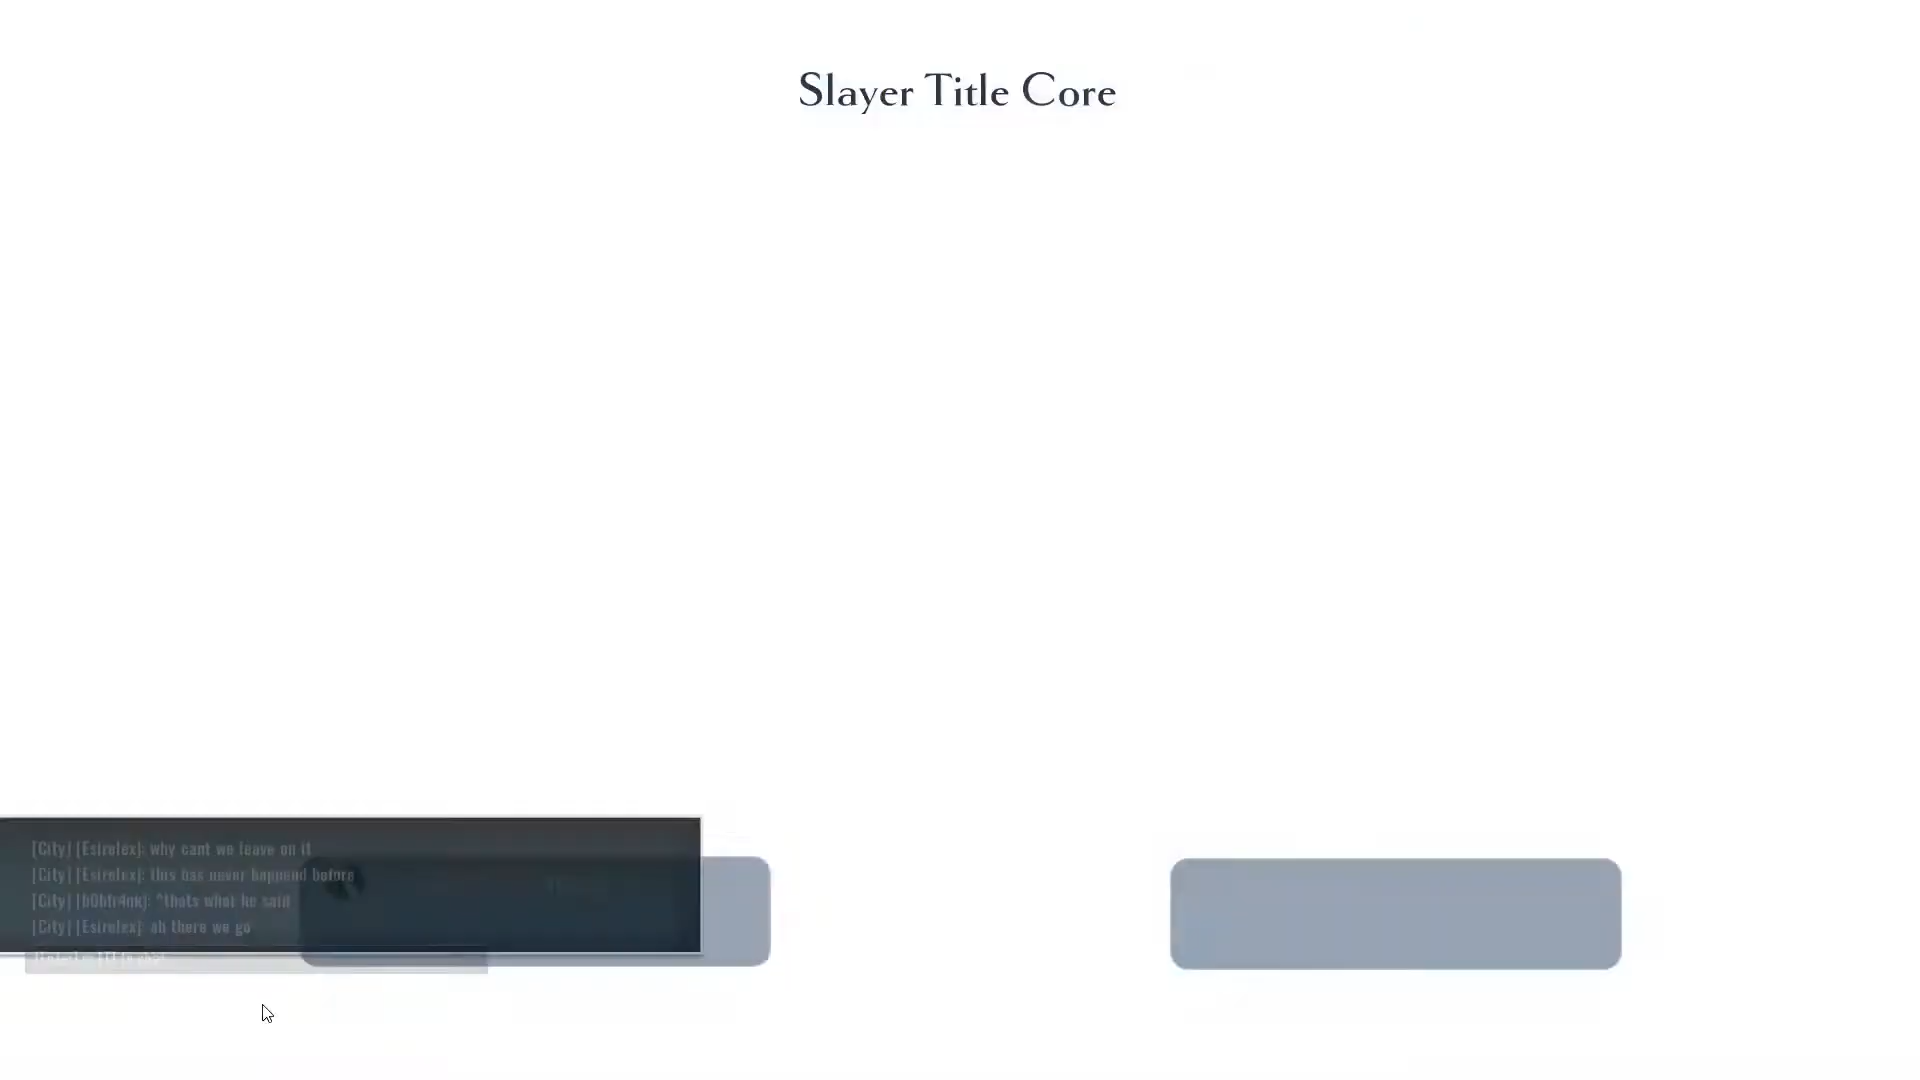 Slayer Title Core
[City] [Esirelex]: why cant we leave on it
[City] [Esirelex]: this has never happend before
[City] [b0bfr4nk]: ^thats what he said
[City] [Esirelex]: ah there we go